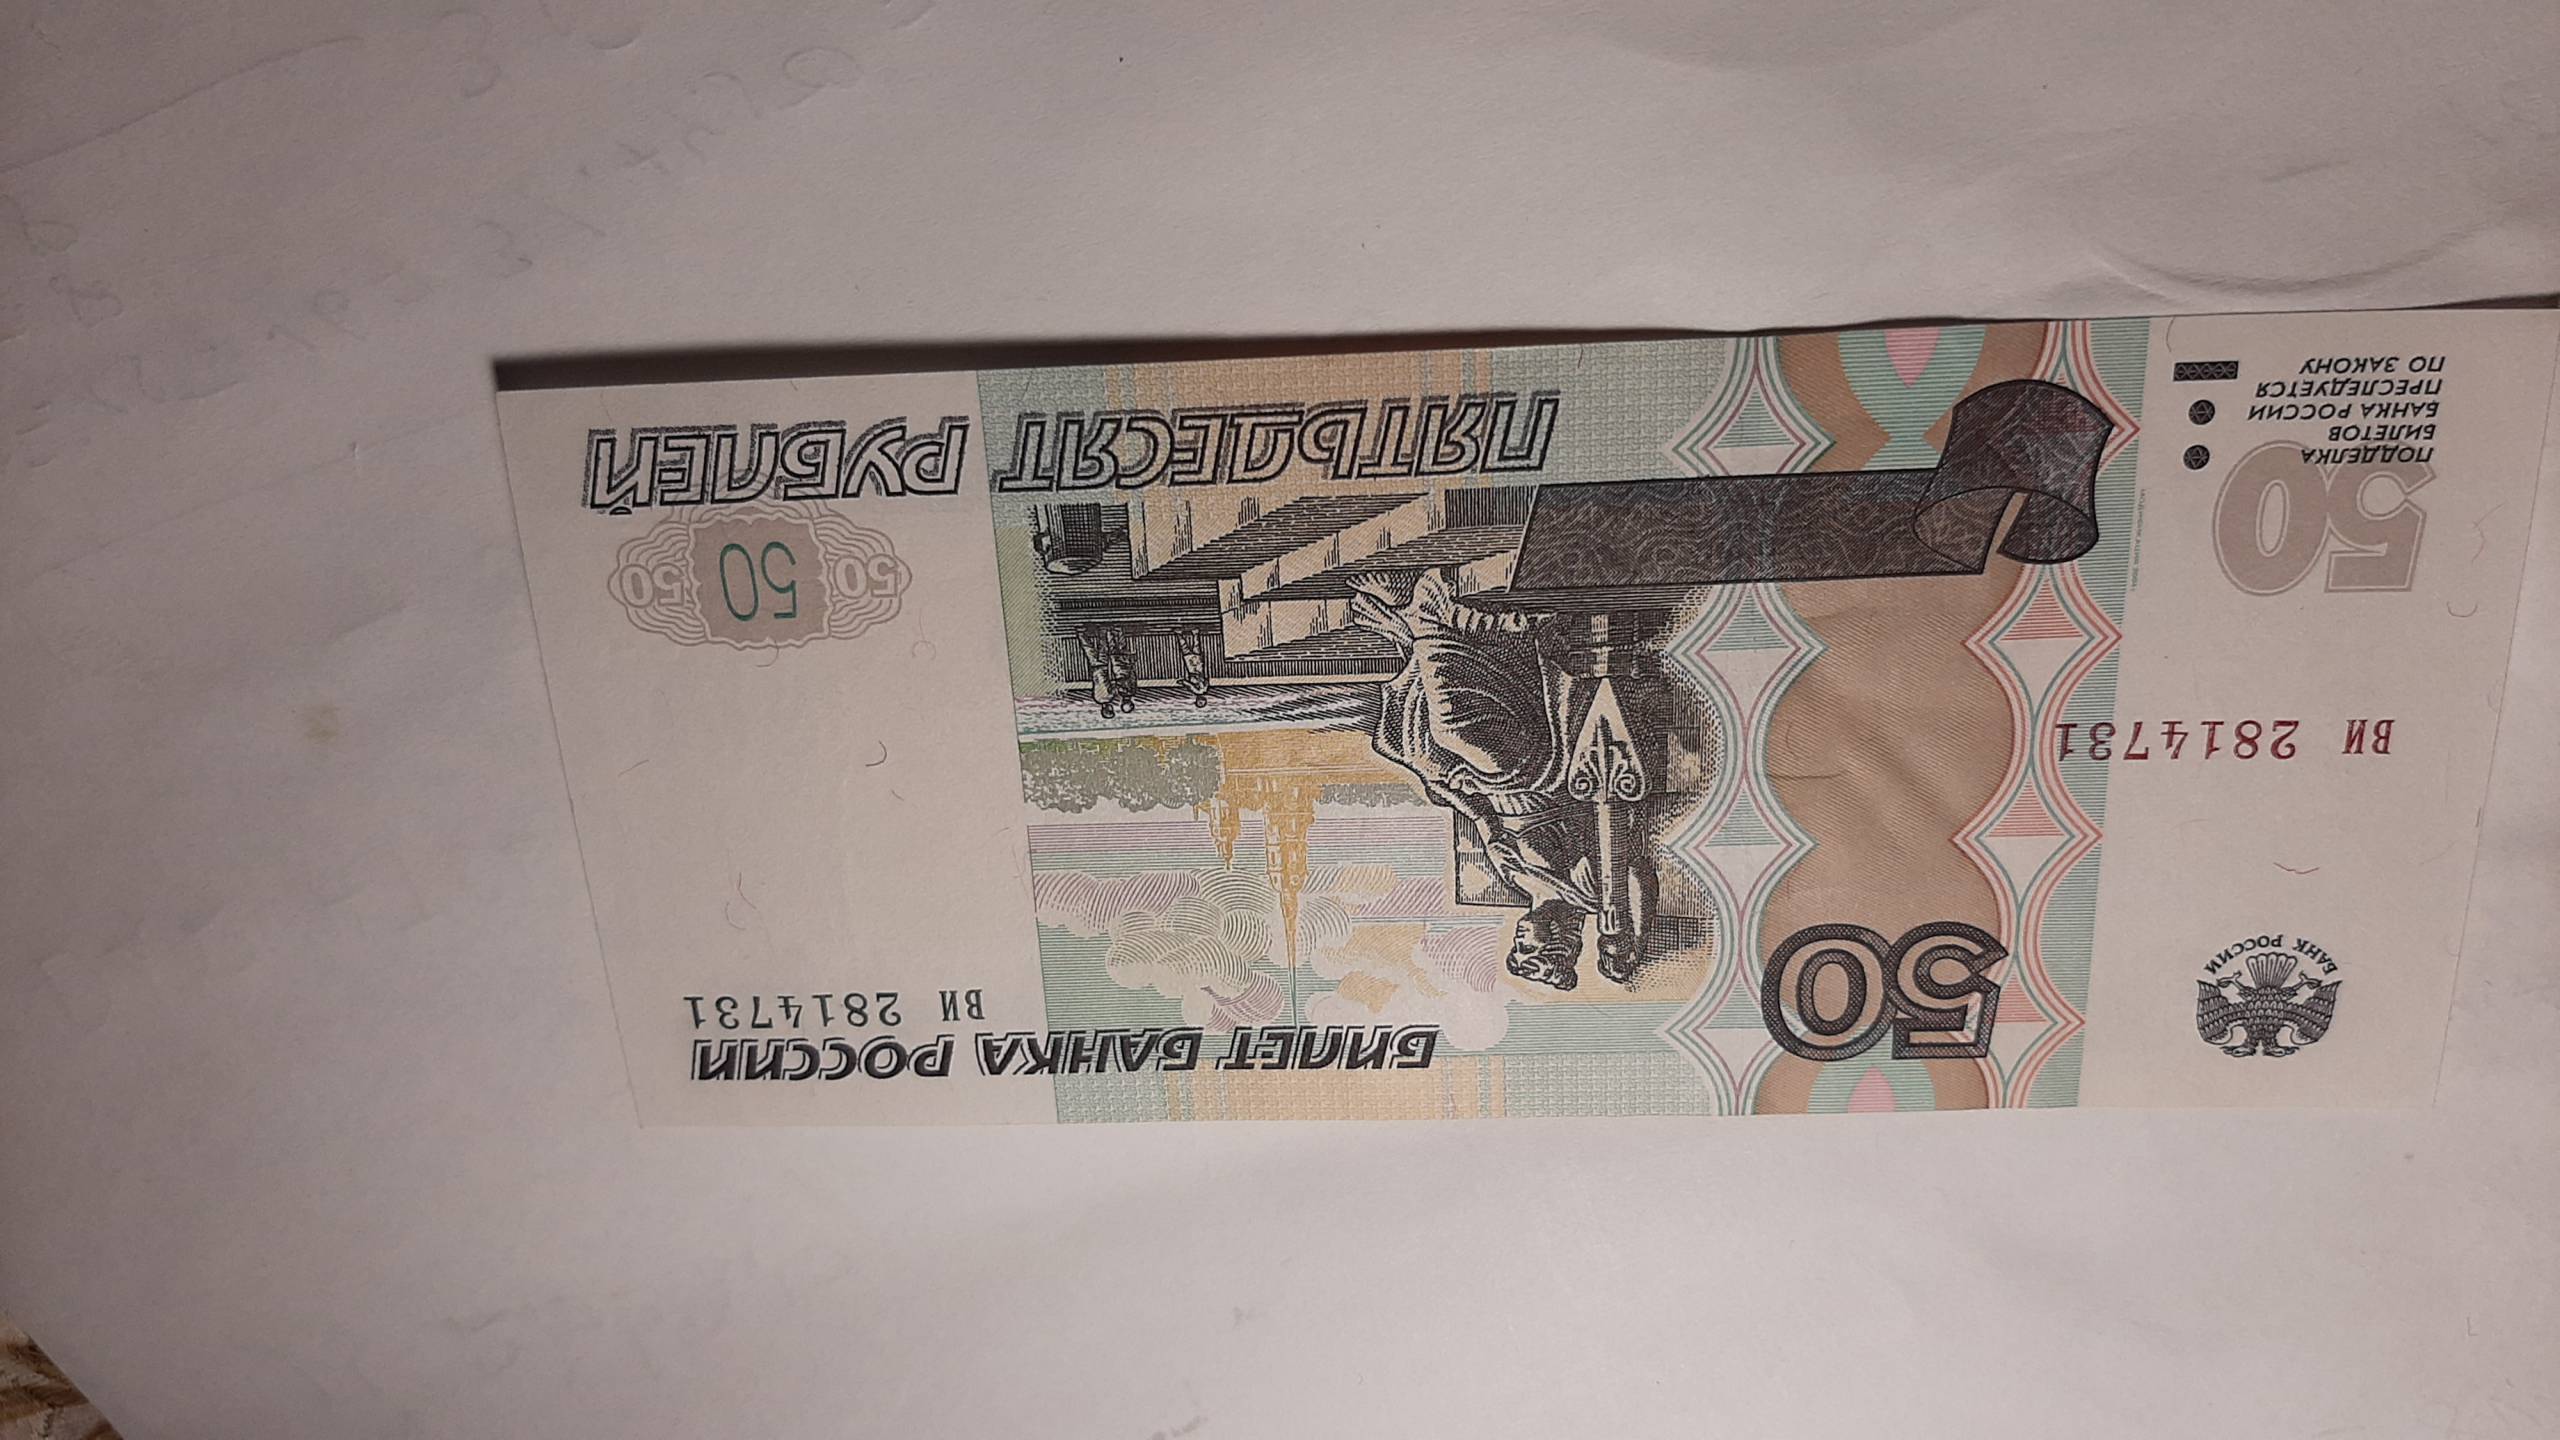 БИЛЕТ БАНКА РОССИИ
ВИ 2814731
БАНК РОССИИ
50
ВИ 2814731
50
50 50 50
ПОДДЕЛКА
БИЛЕТОВ
БАНКА РОССИИ
ПРЕСЛЕДУЕТСЯ
ПО ЗАКОНУ
ПЯТЬДЕСЯТ РУБЛЕЙ